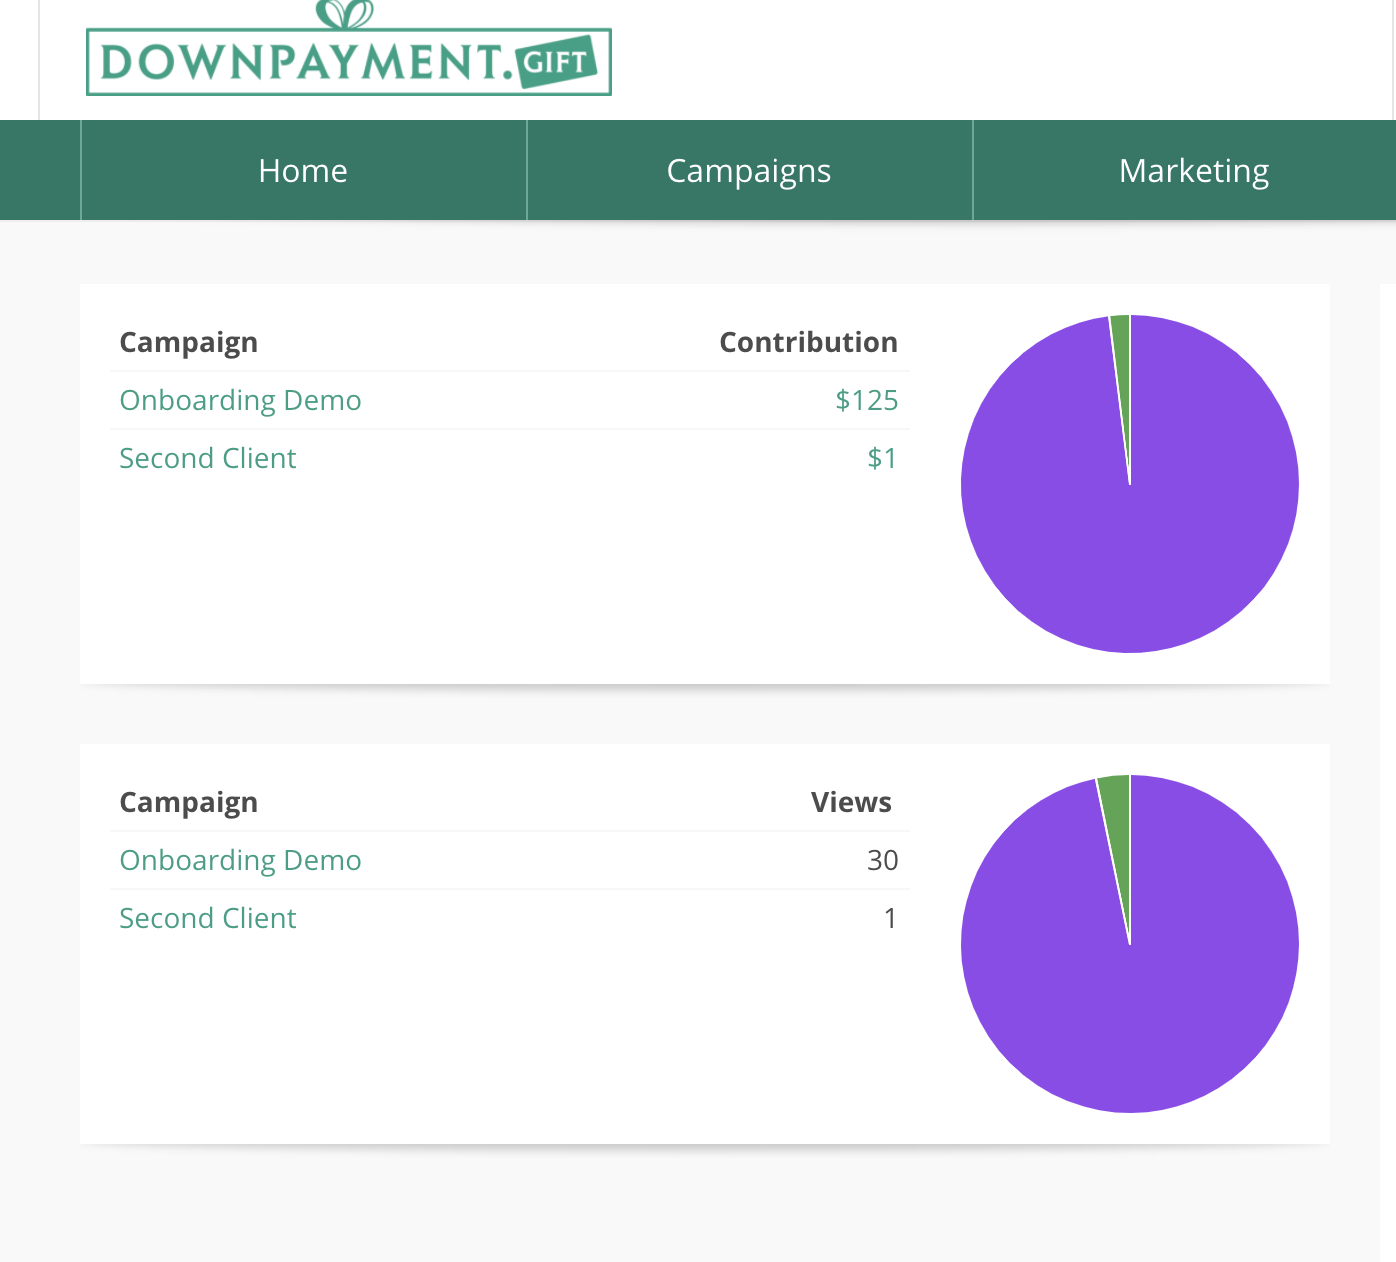 DOWNPAYMENT.GIFT
Home Campaigns Marketing
Campaign Contribution
Onboarding Demo $125
Second Client $1
Campaign Views
Onboarding Demo 30
Second Client 1